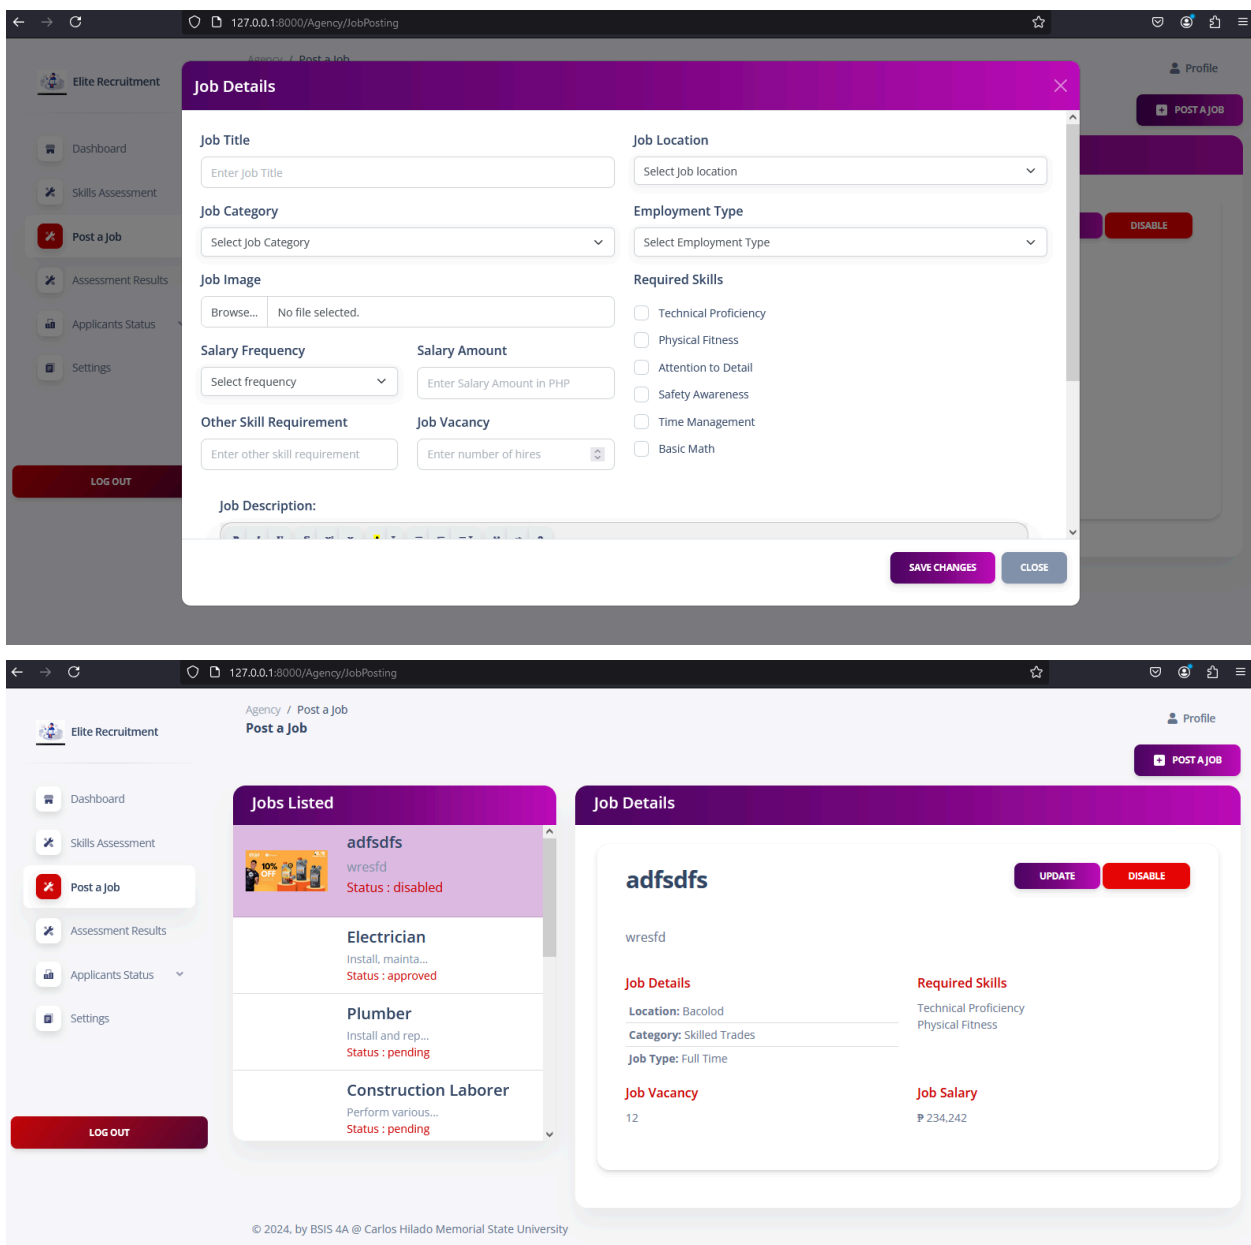 127.0.0.1:8000/Agency/JobPosting
Agency / Post a Job
Elite Recruitment
Profile
POST A JOB
Dashboard
Skills Assessment
Post a Job
Assessment Results
Applicants Status
Settings
LOG OUT
DISABLE
Job Details
Job Title
Enter Job Title
Job Location
Select Job location
Job Category
Select Job Category
Employment Type
Select Employment Type
Job Image
Browse... No file selected.
Required Skills
Technical Proficiency
Physical Fitness
Attention to Detail
Safety Awareness
Time Management
Basic Math
Salary Frequency
Select frequency
Salary Amount
Enter Salary Amount in PHP
Other Skill Requirement
Enter other skill requirement
Job Vacancy
Enter number of hires
Job Description:
SAVE CHANGES
CLOSE
127.0.0.1:8000/Agency/JobPosting
Elite Recruitment
Agency / Post a Job
Post a Job
Profile
POST A JOB
Dashboard
Skills Assessment
Post a Job
Assessment Results
Applicants Status
Settings
LOG OUT
Jobs Listed
10%
OFF
adfsdfs
wresfd
Status : disabled
Electrician
Install, mainta...
Status : approved
Plumber
Install and rep...
Status : pending
Construction Laborer
Perform various...
Status : pending
Job Details
adfsdfs
UPDATE
DISABLE
wresfd
Job Details
Location: Bacolod
Category: Skilled Trades
Job Type: Full Time
Required Skills
Technical Proficiency
Physical Fitness
Job Vacancy
12
Job Salary
₱ 234,242
© 2024, by BSIS 4A @ Carlos Hilado Memorial State University